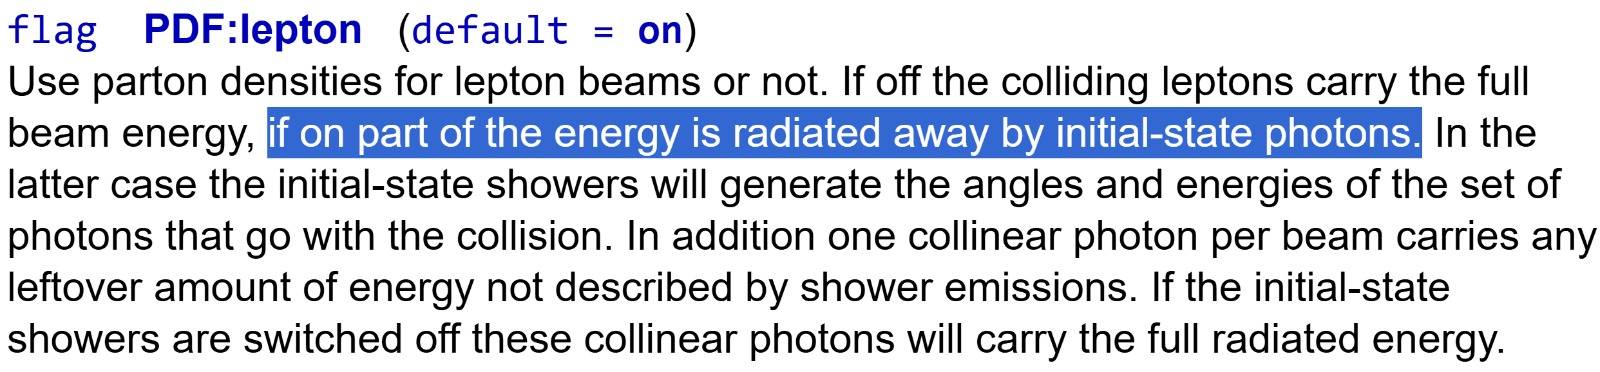 flag PDF:lepton (default = on)
Use parton densities for lepton beams or not. If off the colliding leptons carry the full
beam energy, if on part of the energy is radiated away by initial-state photons. In the
latter case the initial-state showers will generate the angles and energies of the set of
photons that go with the collision. In addition one collinear photon per beam carries any
leftover amount of energy not described by shower emissions. If the initial-state
showers are switched off these collinear photons will carry the full radiated energy.